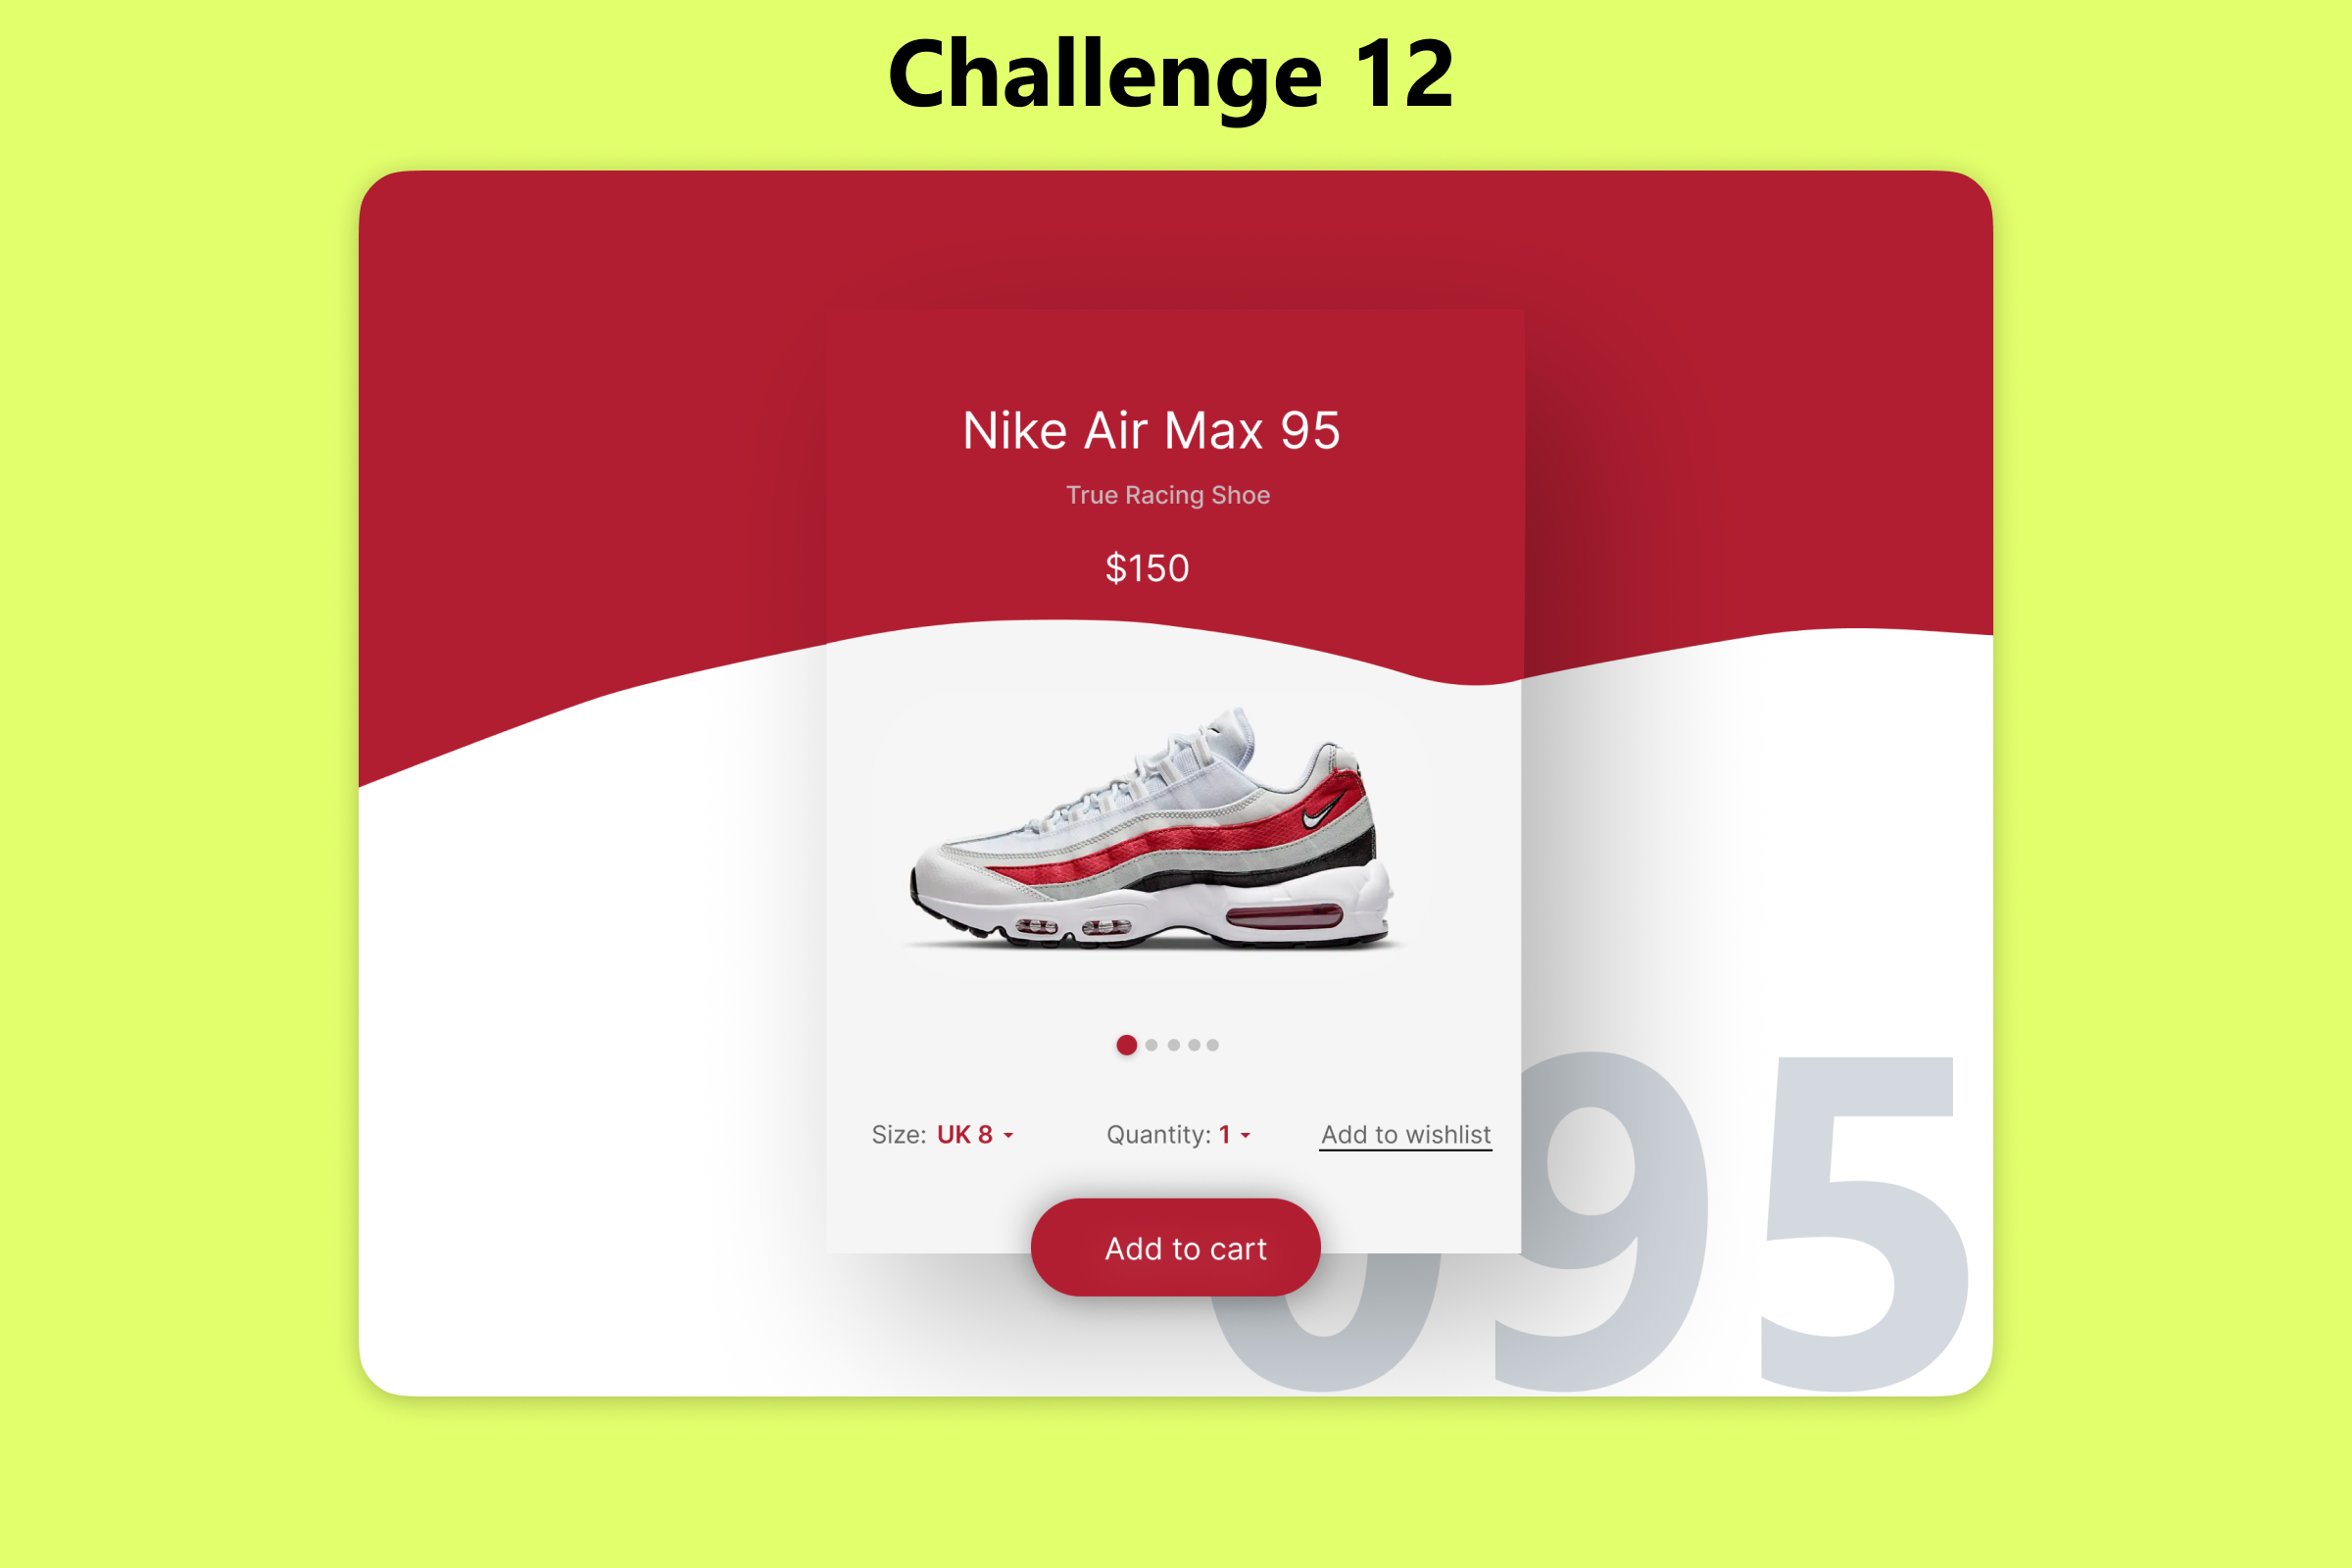 Challenge 12
Nike Air Max 95
True Racing Shoe
$150
Size: UK 8
Quantity: 1
Add to wishlist
Add to cart
095